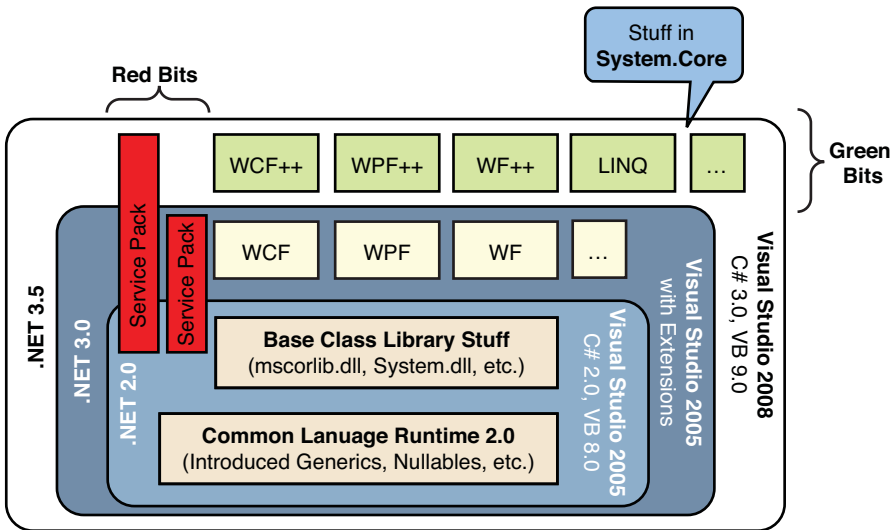 Stuff in
System.Core
Red Bits
Green
Bits
WCF++
WPF++
WF++
LINQ
...
Service Pack
Service Pack
WCF
WPF
WF
...
Base Class Library Stuff
(mscorlib.dll, System.dll, etc.)
Common Lanuage Runtime 2.0
(Introduced Generics, Nullables, etc.)
.NET 3.5
.NET 3.0
.NET 2.0
Visual Studio 2005
C# 2.0, VB 8.0
Visual Studio 2005
with Extensions
Visual Studio 2008
C# 3.0, VB 9.0